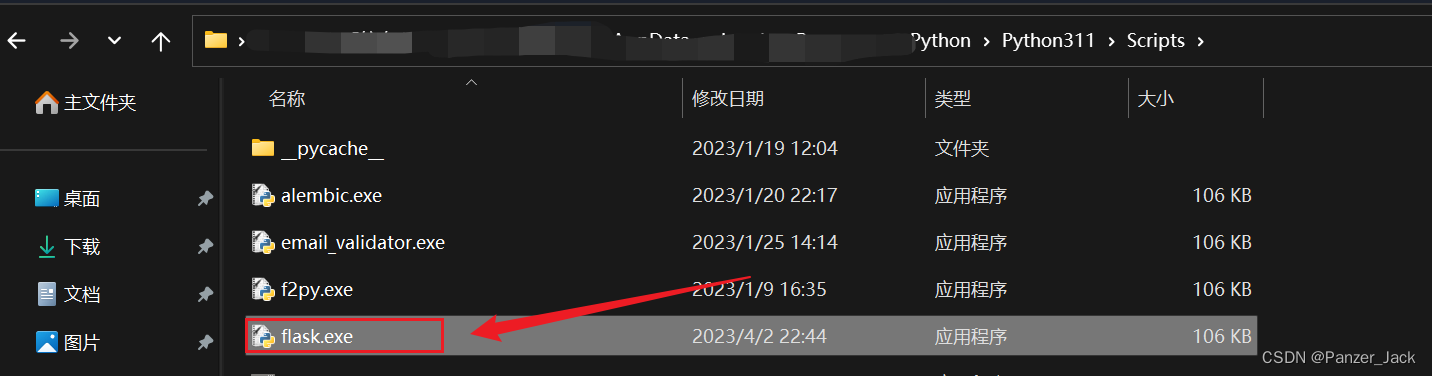 Python Python311 Scripts
主文件夹 名称 修改日期 类型 大小
__pycache__ 2023/1/19 12:04 文件夹
桌面 alembic.exe 2023/1/20 22:17 应用程序 106 KB
下载 email_validator.exe 2023/1/25 14:14 应用程序 106 KB
文档 f2py.exe 2023/1/9 16:35 应用程序 106 KB
图片 flask.exe 2023/4/2 22:44 应用程序 106 KB
CSDN @Panzer_Jack